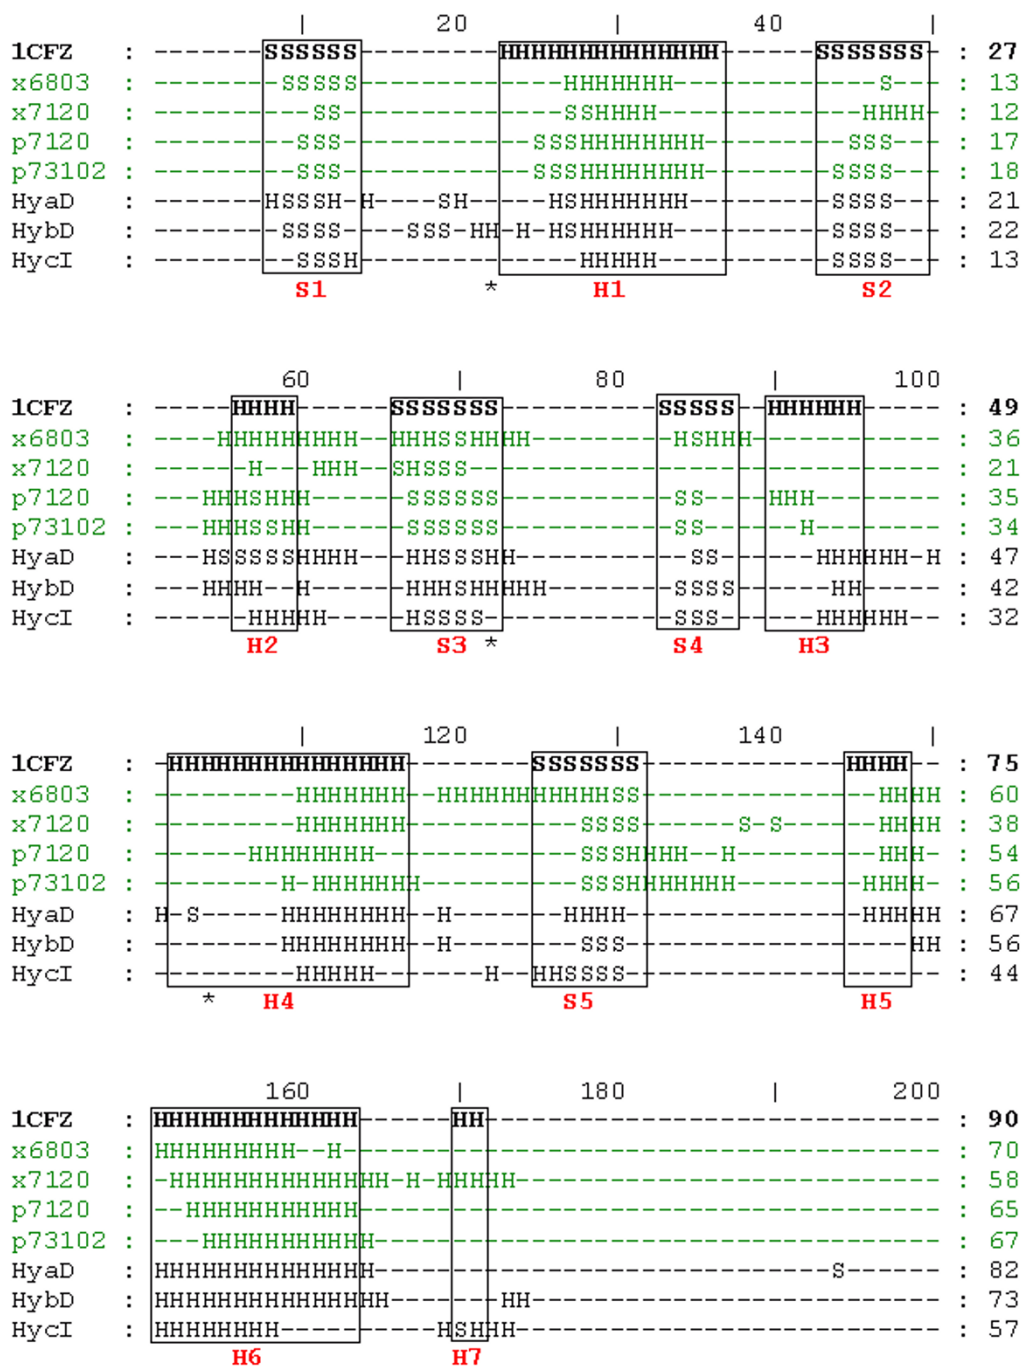 | 20 | 40 |
1CFZ : -------SSSSSS---------HHHHHHHHHHHHHH------SSSSSSS- : 27
x6803 : --------SSSSS-------------HHHHHHH-------------S--- : 13
x7120 : ----------SS--------------SSHHHH-------------HHHH- : 12
p7120 : ---------SSS------------SSSHHHHHHHH---------SSS--- : 17
p73102 : ---------SSS------------SSSHHHHHHHH--------SSSS--- : 18
HyaD : -------HSSSH-H----SH-----HSHHHHHHH---------SSSS--- : 21
HybD : --------SSSS----SSS-HH-H-HSHHHHHH----------SSSS--- : 22
HycI : ---------SSSH--------------HHHHH-----------SSSS--- : 13
S1 * H1 S2
60 | 80 | 100
1CFZ : -----HHHH------SSSSSSS----------SSSSS--HHHHHH----- : 49
x6803 : ----HHHHHHHHH--HHHSSHHHH---------HSHHH------------ : 36
x7120 : ------H---HHH--SHSSS------------------------------ : 21
p7120 : ---HHHSHHH------SSSSSS-----------SS----HHH-------- : 35
p73102 : ---HHHSSHH------SSSSSS-----------SS------H-------- : 34
HyaD : ---HSSSSSHHHH---HHSSSHH-----------SS------HHHHHH-H : 47
HybD : ---HHHH--H------HHHSHHHHH--------SSSS------HH----- : 42
HycI : ------HHHHH-----HSSSS------------SSS------HHHHHH-- : 32
H2 S3 * S4 H3
| 120 | 140 |
1CFZ : -HHHHHHHHHHHHHHH--------SSSSSSS-------------HHHH-- : 75
x6803 : ---------HHHHHHH--HHHHHHHHHHHSS---------------HHHH : 60
x7120 : ---------HHHHHHH-----------SSSS------S-S------HHHH : 38
p7120 : ------HHHHHHHH-------------SSSHHHH--H---------HHH- : 54
p73102 : --------H-HHHHHHH----------SSSHHHHHHH--------HHHH- : 56
HyaD : H-S-----HHHHHHHH--H-------HHHH---------------HHHHH : 67
HybD : --------HHHHHHHH--H--------SSS------------------HH : 56
HycI : ---------HHHHH-------H--HHSSSS-------------------- : 44
* H4 S5 H5
160 | 180 | 200
1CFZ : HHHHHHHHHHHHH------HH----------------------------- : 90
x6803 : HHHHHHHHH--H-------------------------------------- : 70
x7120 : -HHHHHHHHHHHHHH-H-HHHHH--------------------------- : 58
p7120 : --HHHHHHHHHHH------------------------------------- : 65
p73102 : ---HHHHHHHHHHH------------------------------------ : 67
HyaD : HHHHHHHHHHHHHH-----------------------------S------ : 82
HybD : HHHHHHHHHHHHHHH-------HH-------------------------- : 73
HycI : HHHHHHHH----------HSHHH--------------------------- : 57
H6 H7